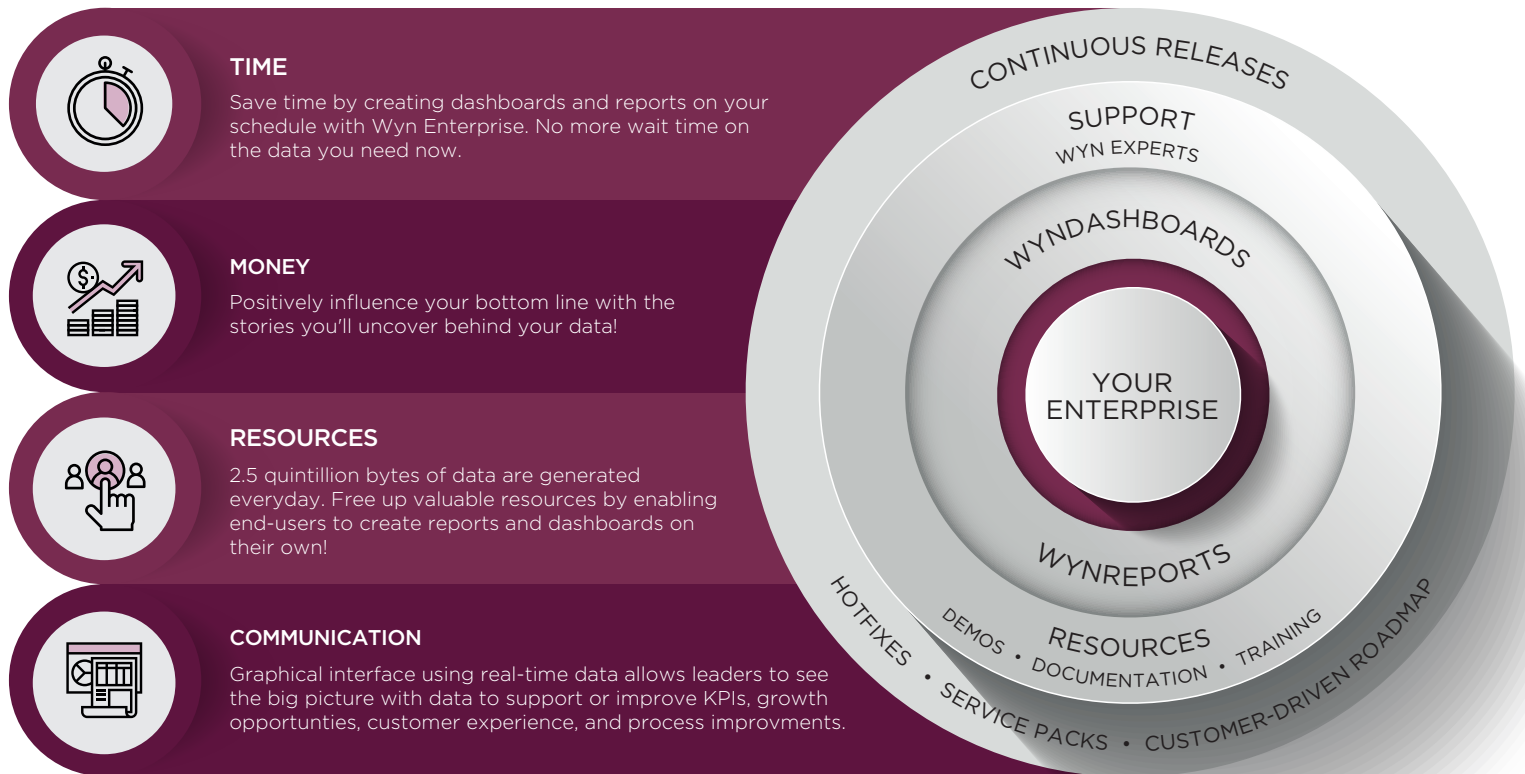 TIME
Save time by creating dashboards and reports on your
schedule with Wyn Enterprise. No more wait time on
the data you need now.
MONEY
Positively influence your bottom line with the
stories you'll uncover behind your data!
RESOURCES
2.5 quintillion bytes of data are generated
everyday. Free up valuable resources by enabling
end-users to create reports and dashboards on
their own!
COMMUNICATION
Graphical interface using real-time data allows leaders to see
the big picture with data to support or improve KPIs, growth
opportunties, customer experience, and process improvments.
CONTINUOUS RELEASES
SUPPORT
WYN EXPERTS
WYNDASHBOARDS
YOUR
ENTERPRISE
WYNREPORTS
RESOURCES
DEMOS • DOCUMENTATION • TRAINING
HOTFIXES • SERVICE PACKS • CUSTOMER-DRIVEN ROADMAP
$